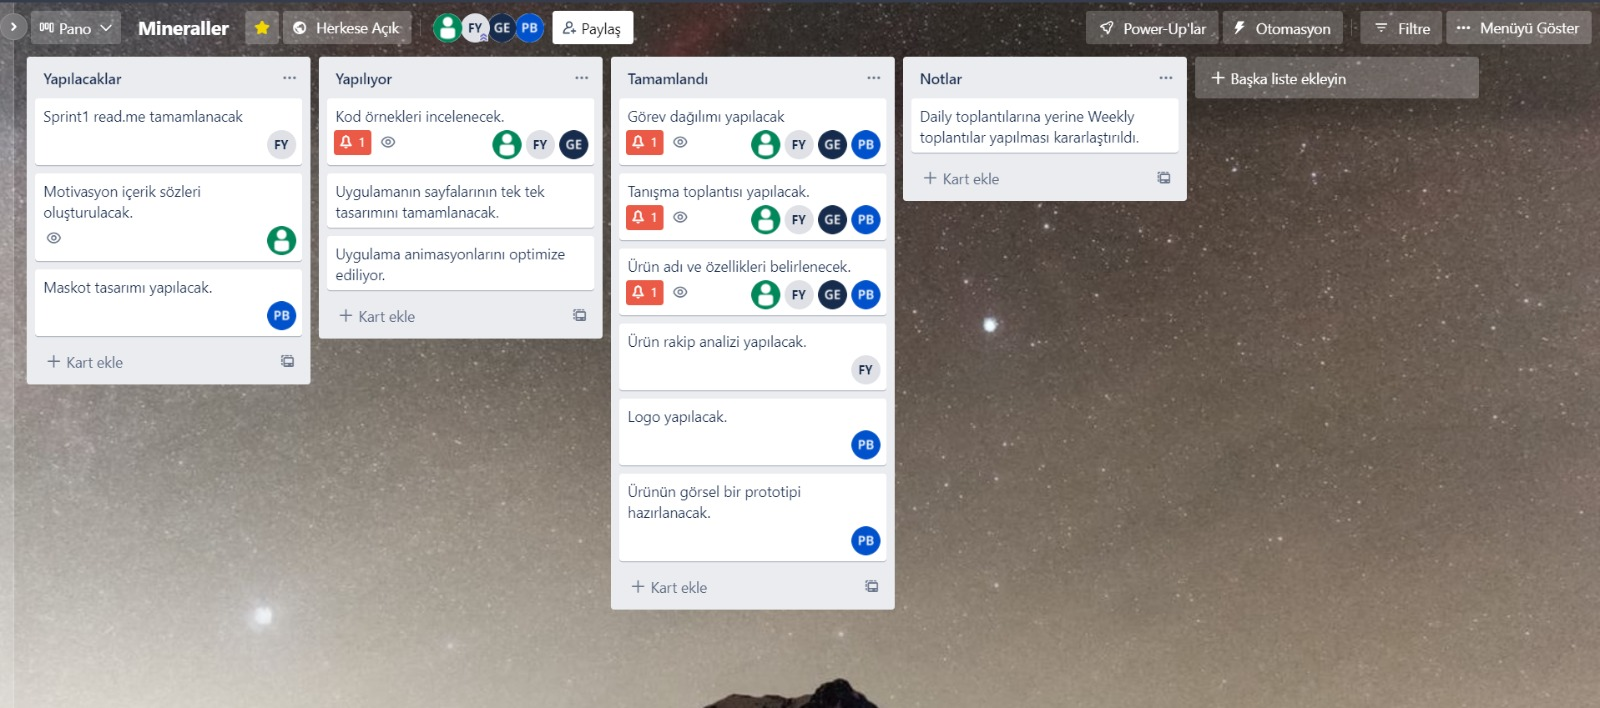 Pano
Mineraller
Herkese Açık
FY
GE
PB
Paylaş
Power-Up'lar
Otomasyon
Filtre
Menüyü Göster
Yapılacaklar
Sprint1 read.me tamamlanacak
FY
Motivasyon içerik sözleri
oluşturulacak.
Maskot tasarımı yapılacak.
PB
+ Kart ekle
Yapılıyor
Kod örnekleri incelenecek.
1
FY
GE
Uygulamanın sayfalarının tek tek
tasarımını tamamlanacak.
Uygulama animasyonlarını optimize
ediliyor.
+ Kart ekle
Tamamlandı
Görev dağılımı yapılacak
1
FY
GE
PB
Tanışma toplantısı yapılacak.
1
FY
GE
PB
Ürün adı ve özellikleri belirlenecek.
1
FY
GE
PB
Ürün rakip analizi yapılacak.
FY
Logo yapılacak.
PB
Ürünün görsel bir prototipi
hazırlanacak.
PB
+ Kart ekle
Notlar
Daily toplantılarına yerine Weekly
toplantılar yapılması kararlaştırıldı.
+ Kart ekle
+ Başka liste ekleyin